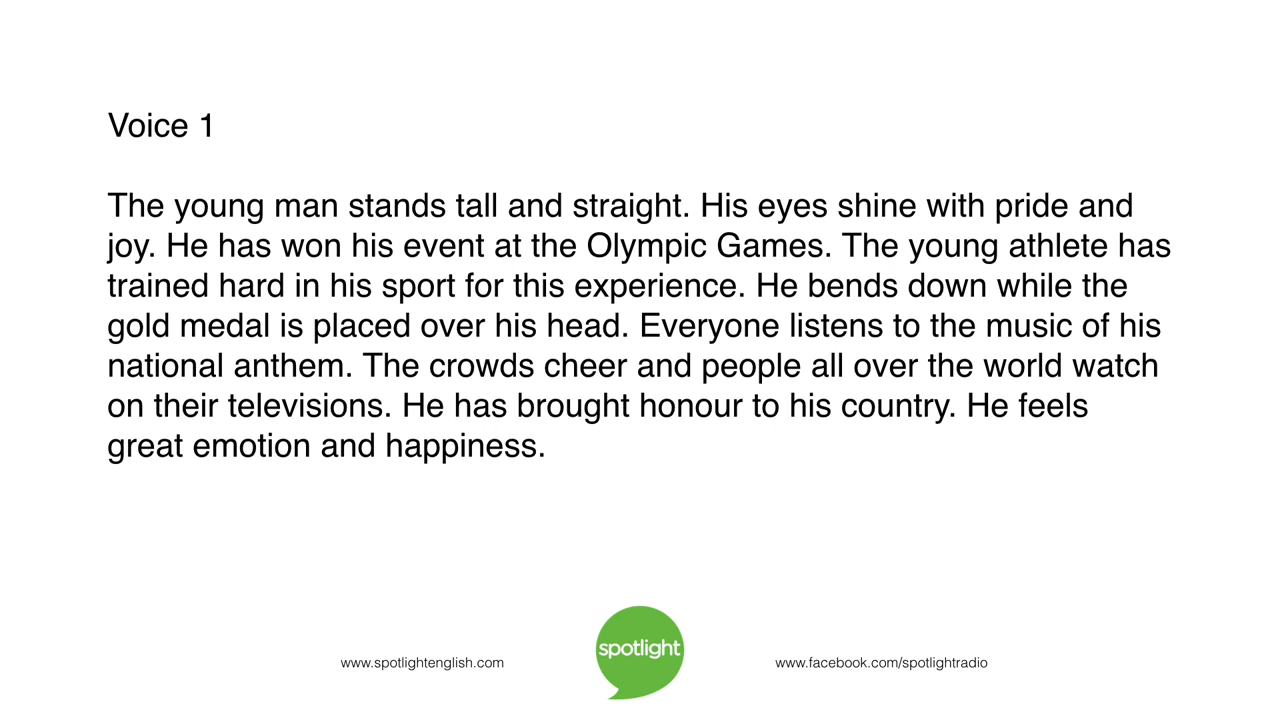 Voice 1
The young man stands tall and straight. His eyes shine with pride and
joy. He has won his event at the Olympic Games. The young athlete has
trained hard in his sport for this experience. He bends down while the
gold medal is placed over his head. Everyone listens to the music of his
national anthem. The crowds cheer and people all over the world watch
on their televisions. He has brought honour to his country. He feels
great emotion and happiness.
www.spotlightenglish.com
spotlight
www.facebook.com/spotlightradio